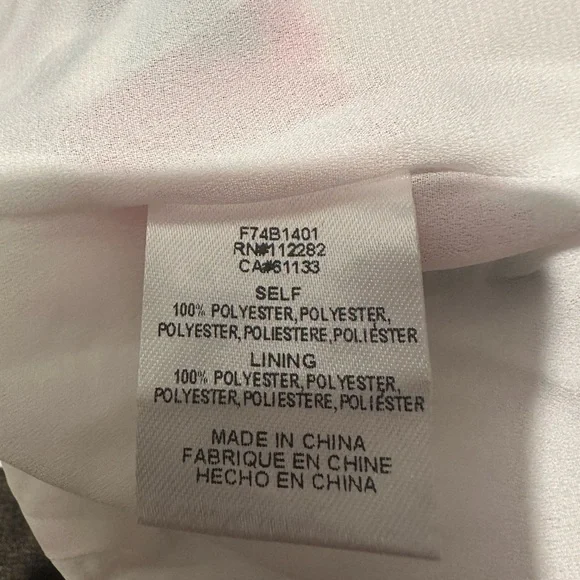 F74B1401
RN#112282
CA#61133
SELF
100% POLYESTER,POLYESTER,
POLYESTER,POLIESTERE,POLIÉSTER
LINING
100% POLYESTER,POLYESTER,
POLYESTER,POLIESTERE,POLIÉSTER
MADE IN CHINA
FABRIQUE EN CHINE
HECHO EN CHINA